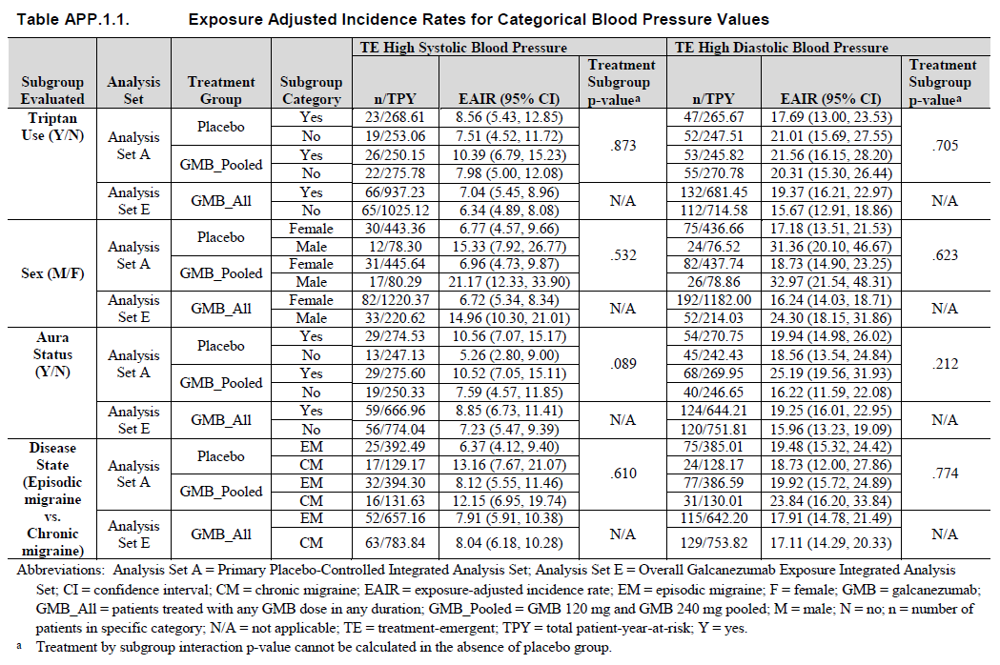 Table APP.1.1. Exposure Adjusted Incidence Rates for Categorical Blood Pressure Values
TE High Systolic Blood Pressure TE High Diastolic Blood Pressure
Subgroup Evaluated Analysis Set Treatment Group Subgroup Category n/TPY EAIR (95% CI) Treatment Subgroup p-valueᵃ n/TPY EAIR (95% CI) Treatment Subgroup p-valueᵃ
Triptan Use (Y/N) Analysis Set A Placebo Yes 23/268.61 8.56 (5.43, 12.85) .873 47/265.67 17.69 (13.00, 23.53) .705
No 19/253.06 7.51 (4.52, 11.72) 52/247.51 21.01 (15.69, 27.55)
GMB_Pooled Yes 26/250.15 10.39 (6.79, 15.23) 53/245.82 21.56 (16.15, 28.20)
No 22/275.78 7.98 (5.00, 12.08) 55/270.78 20.31 (15.30, 26.44)
Analysis Set E GMB_All Yes 66/937.23 7.04 (5.45, 8.96) N/A 132/681.45 19.37 (16.21, 22.97) N/A
No 65/1025.12 6.34 (4.89, 8.08) 112/714.58 15.67 (12.91, 18.86)
Sex (M/F) Analysis Set A Placebo Female 30/443.36 6.77 (4.57, 9.66) .532 75/436.66 17.18 (13.51, 21.53) .623
Male 12/78.30 15.33 (7.92, 26.77) 24/76.52 31.36 (20.10, 46.67)
GMB_Pooled Female 31/445.64 6.96 (4.73, 9.87) 82/437.74 18.73 (14.90, 23.25)
Male 17/80.29 21.17 (12.33, 33.90) 26/78.86 32.97 (21.54, 48.31)
Analysis Set E GMB_All Female 82/1220.37 6.72 (5.34, 8.34) N/A 192/1182.00 16.24 (14.03, 18.71) N/A
Male 33/220.62 14.96 (10.30, 21.01) 52/214.03 24.30 (18.15, 31.86)
Aura Status (Y/N) Analysis Set A Placebo Yes 29/274.53 10.56 (7.07, 15.17) .089 54/270.75 19.94 (14.98, 26.02) .212
No 13/247.13 5.26 (2.80, 9.00) 45/242.43 18.56 (13.54, 24.84)
GMB_Pooled Yes 29/275.60 10.52 (7.05, 15.11) 68/269.95 25.19 (19.56, 31.93)
No 19/250.33 7.59 (4.57, 11.85) 40/246.65 16.22 (11.59, 22.08)
Analysis Set E GMB_All Yes 59/666.96 8.85 (6.73, 11.41) N/A 124/644.21 19.25 (16.01, 22.95) N/A
No 56/774.04 7.23 (5.47, 9.39) 120/751.81 15.96 (13.23, 19.09)
Disease State (Episodic migraine vs. Chronic migraine) Analysis Set A Placebo EM 25/392.49 6.37 (4.12, 9.40) .610 75/385.01 19.48 (15.32, 24.42) .774
CM 17/129.17 13.16 (7.67, 21.07) 24/128.17 18.73 (12.00, 27.86)
GMB_Pooled EM 32/394.30 8.12 (5.55, 11.46) 77/386.59 19.92 (15.72, 24.89)
CM 16/131.63 12.15 (6.95, 19.74) 31/130.01 23.84 (16.20, 33.84)
Analysis Set E GMB_All EM 52/657.16 7.91 (5.91, 10.38) N/A 115/642.20 17.91 (14.78, 21.49) N/A
CM 63/783.84 8.04 (6.18, 10.28) 129/753.82 17.11 (14.29, 20.33)
Abbreviations: Analysis Set A = Primary Placebo-Controlled Integrated Analysis Set; Analysis Set E = Overall Galcanezumab Exposure Integrated Analysis
Set; CI = confidence interval; CM = chronic migraine; EAIR = exposure-adjusted incidence rate; EM = episodic migraine; F = female; GMB = galcanezumab;
GMB_All = patients treated with any GMB dose in any duration; GMB_Pooled = GMB 120 mg and GMB 240 mg pooled; M = male; N = no; n = number of
patients in specific category; N/A = not applicable; TE = treatment-emergent; TPY = total patient-year-at-risk; Y = yes.
ᵃ Treatment by subgroup interaction p-value cannot be calculated in the absence of placebo group.